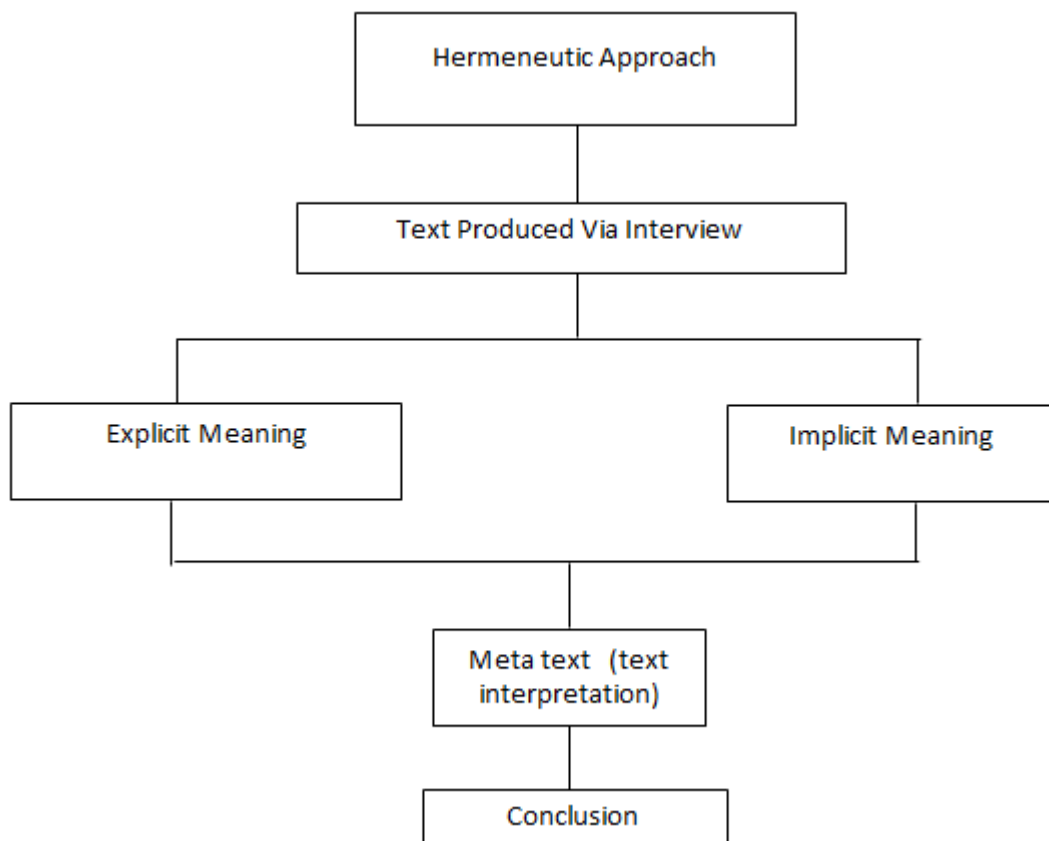 Hermeneutic Approach
Text Produced Via Interview
Explicit Meaning
Implicit Meaning
Meta text (text
interpretation)
Conclusion